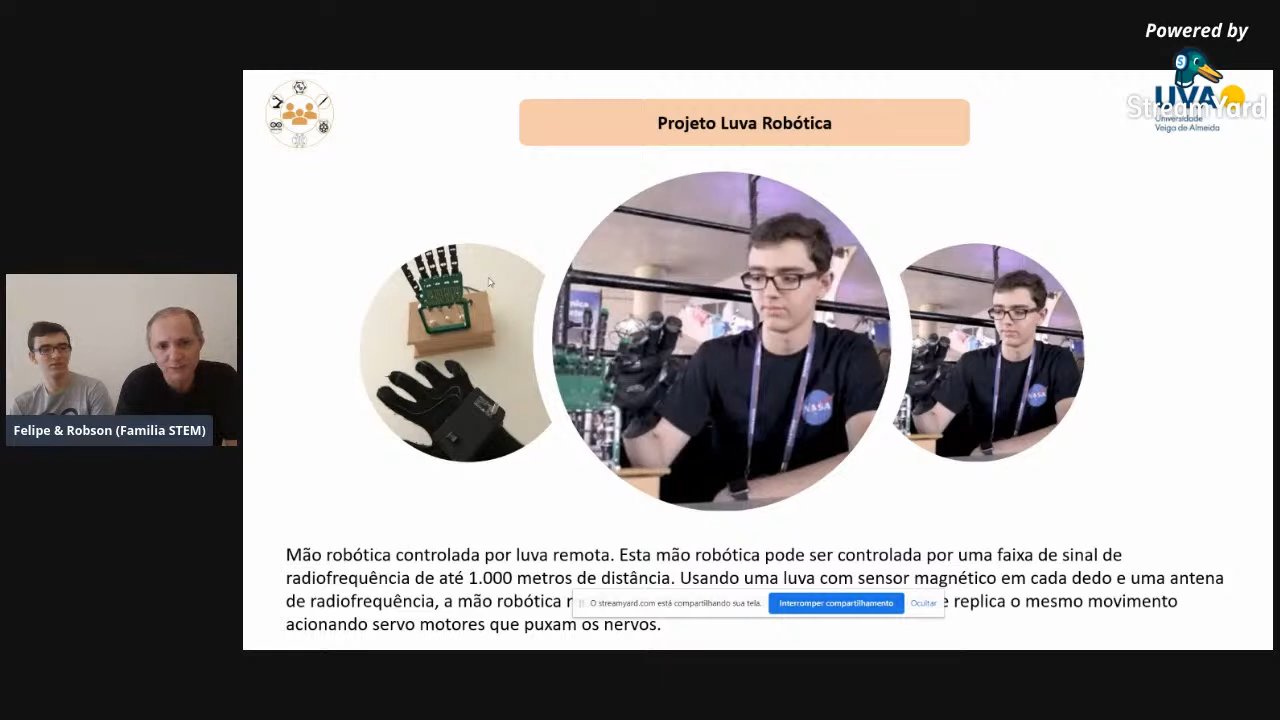 Powered by
StreamYard
UVA
Universidade
Veiga de Almeida
Projeto Luva Robótica
NASA
NASA
Felipe & Robson (Familia STEM)
Mão robótica controlada por luva remota. Esta mão robótica pode ser controlada por uma faixa de sinal de
radiofrequência de até 1.000 metros de distância. Usando uma luva com sensor magnético em cada dedo e uma antena
de radiofrequência, a mão robótica
replica o mesmo movimento
O streamyard.com está compartilhando sua tela.
Interromper compartilhamento
Ocultar
acionando servo motores que puxam os nervos.